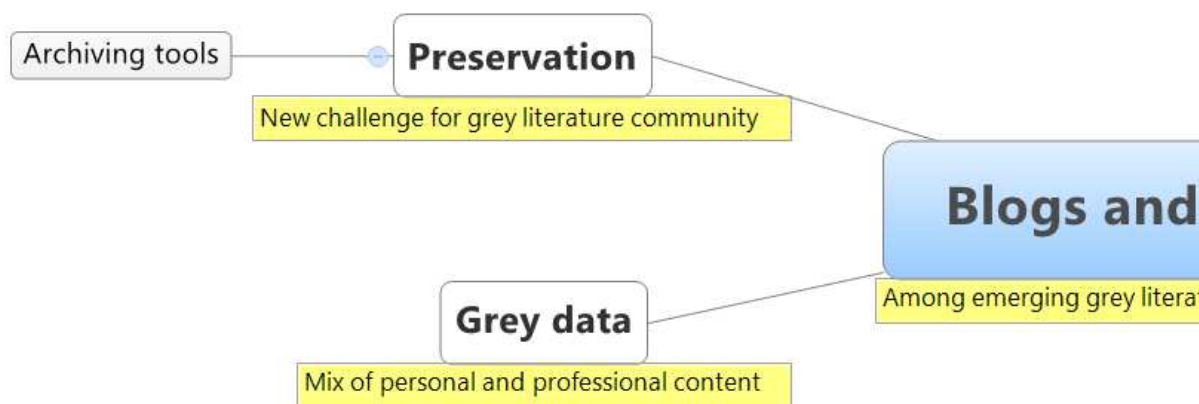 Archiving tools
Preservation
New challenge for grey literature community
Blogs and
Among emerging grey
Grey data
Mix of personal and professional content